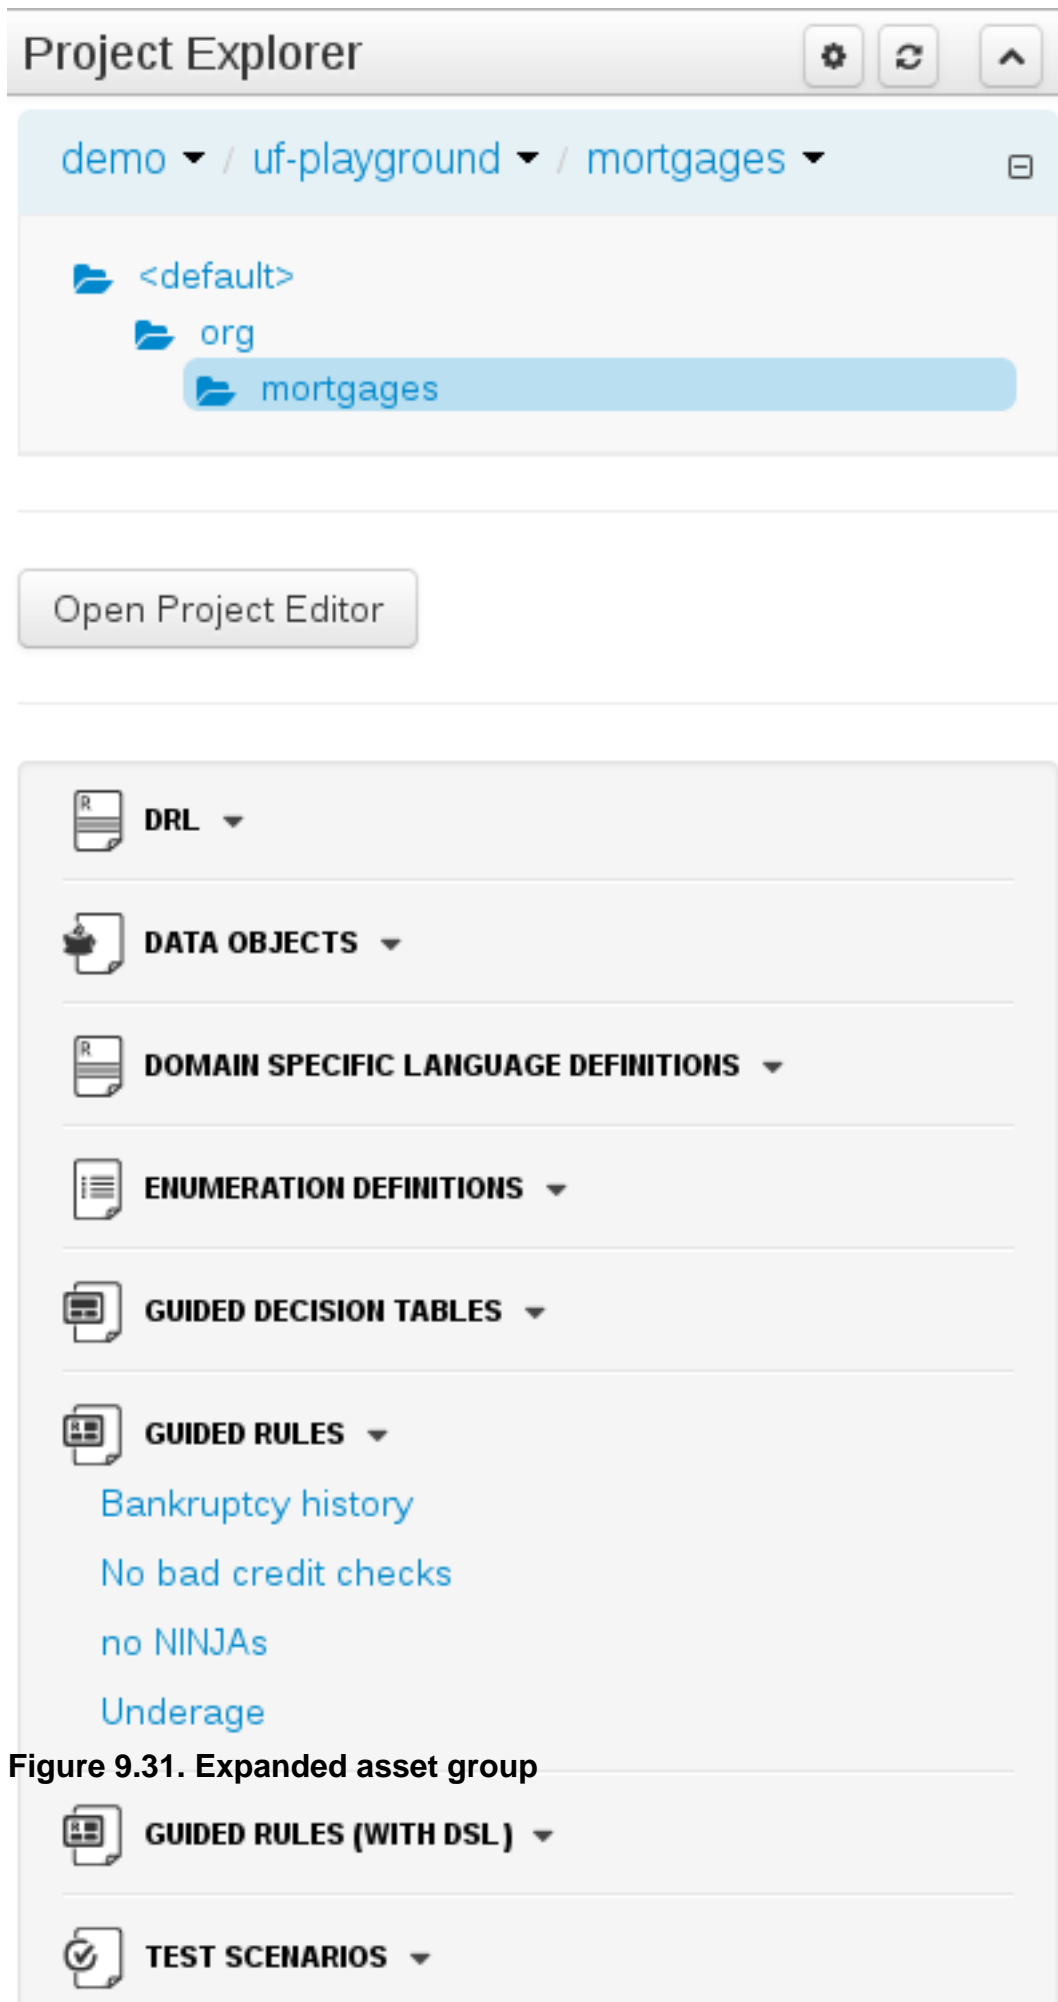 Project Explorer
demo / uf-playground / mortgages
<default>
org
mortgages
Open Project Editor
DRL
DATA OBJECTS
DOMAIN SPECIFIC LANGUAGE DEFINITIONS
ENUMERATION DEFINITIONS
GUIDED DECISION TABLES
GUIDED RULES
Bankruptcy history
No bad credit checks
no NINJAs
Underage
Figure 9.31. Expanded asset group
GUIDED RULES (WITH DSL)
TEST SCENARIOS